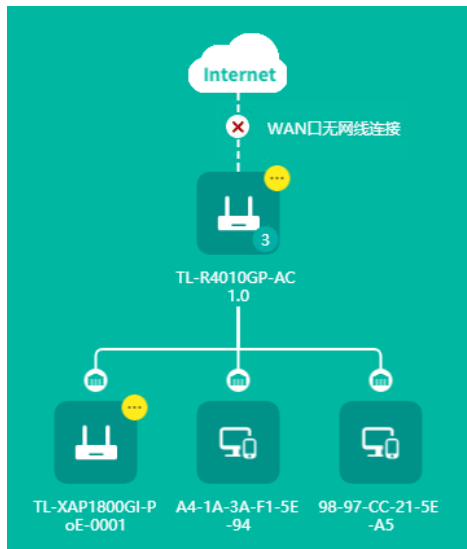 Internet
WAN口无网线连接
3
TL-R4010GP-AC
1.0
TL-XAP1800GI-P
oE-0001
A4-1A-3A-F1-5E
-94
98-97-CC-21-5E
-A5